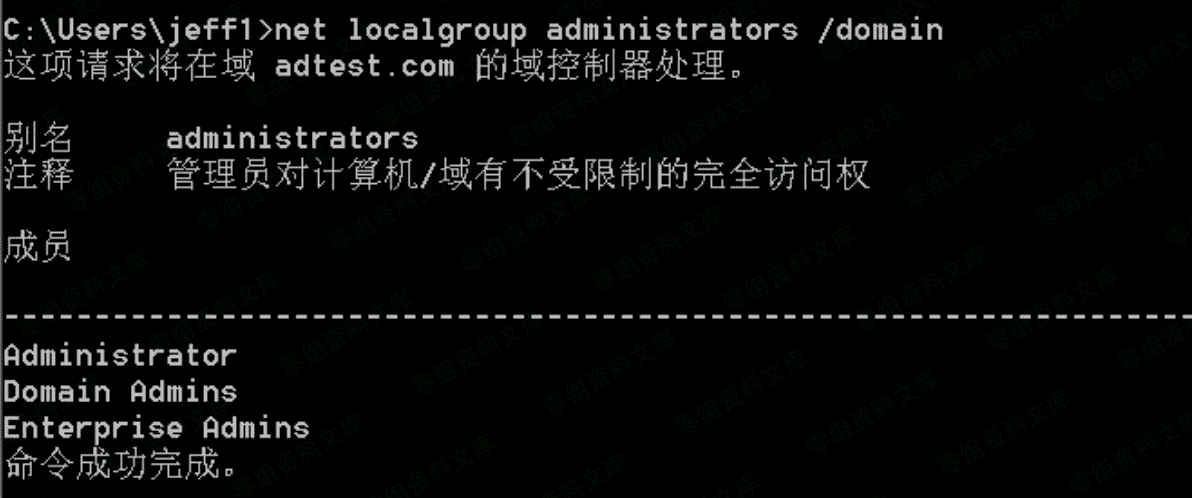 C:\Users\jeff1>net localgroup administrators /domain
这项请求将在域 adtest.com 的域控制器处理。
别名 administrators
注释 管理员对计算机/域有不受限制的完全访问权
成员
-------------------------------------------------------------------
Administrator
Domain Admins
Enterprise Admins
命令成功完成。
零组资料文库